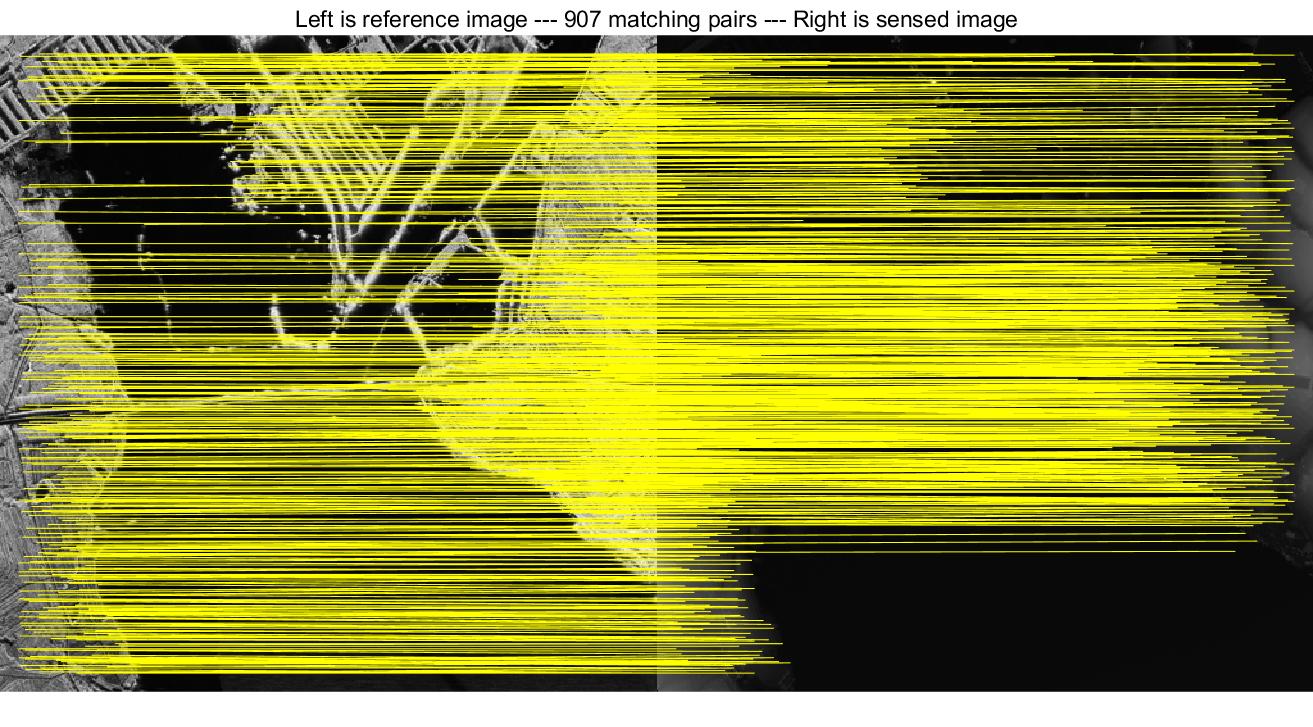 Left is reference image --- 907 matching pairs --- Right is sensed image